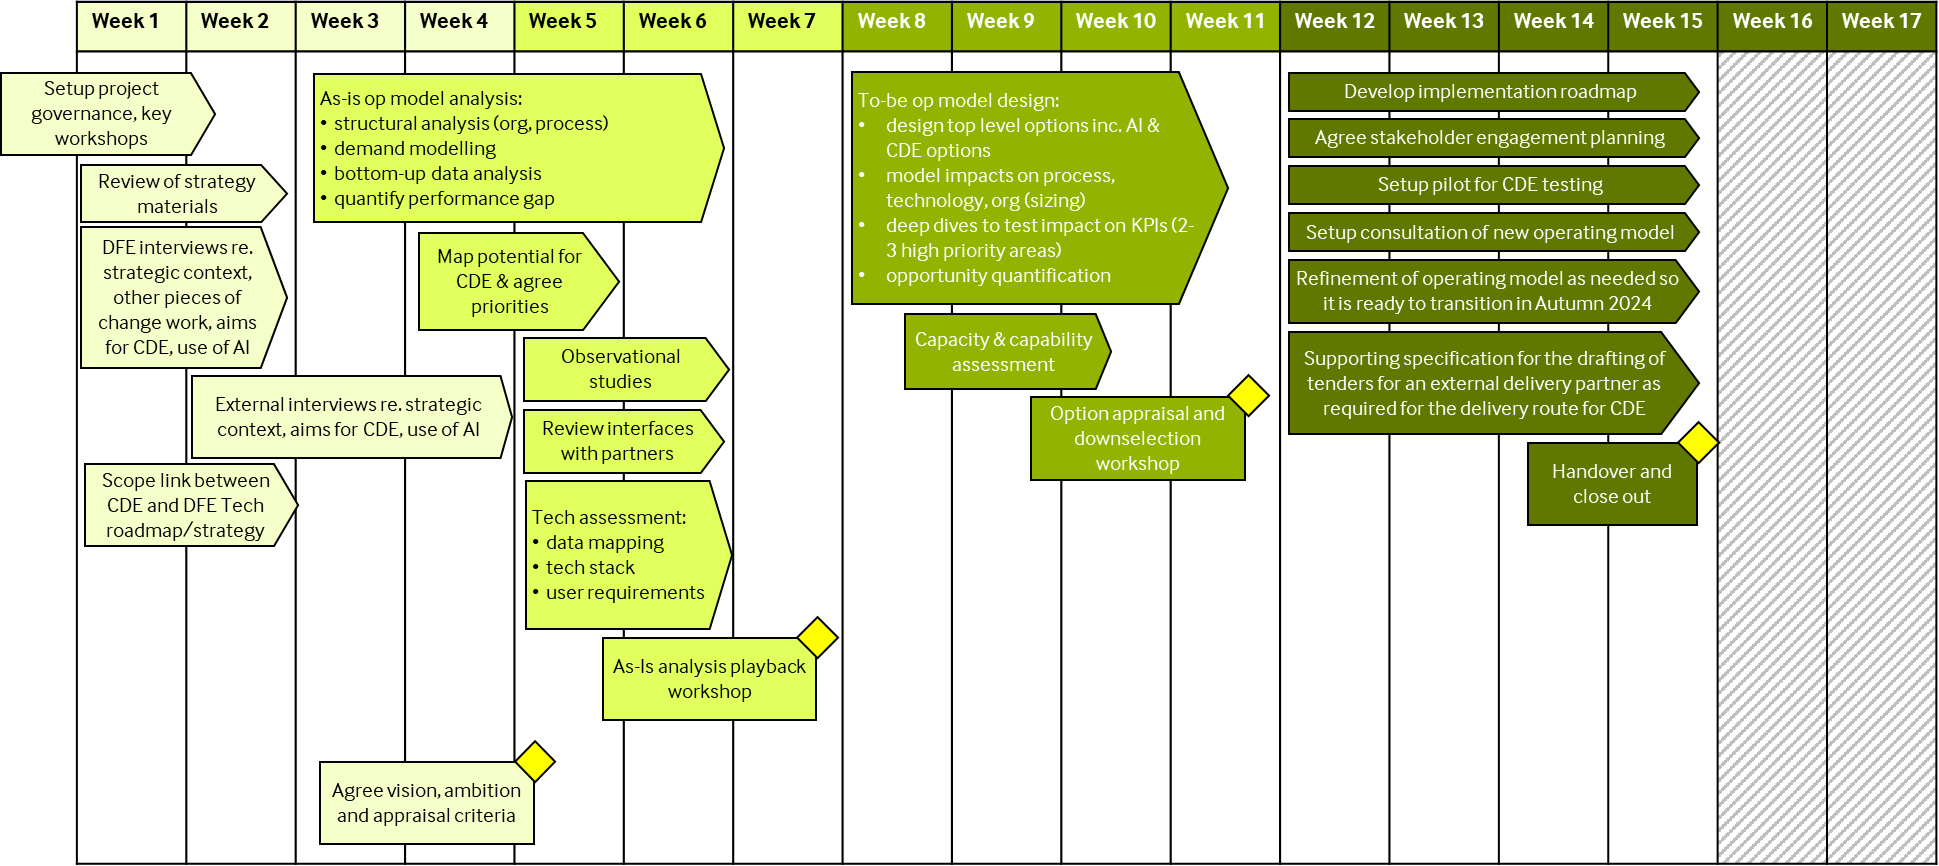 Week 1
Week 2
Week 3
Week 4
Week 5
Week 6
Week 7
Week 8
Week 9
Week 10
Week 11
Week 12
Week 13
Week 14
Week 15
Week 16
Week 17
Setup project
governance, key
workshops
Review of strategy
materials
DFE interviews re.
strategic context,
other pieces of
change work, aims
for CDE, use of AI
External interviews re. strategic
context, aims for CDE, use of AI
Scope link between
CDE and DFE Tech
roadmap/strategy
Agree vision, ambition
and appraisal criteria
As-is op model analysis:
• structural analysis (org, process)
• demand modelling
• bottom-up data analysis
• quantify performance gap
Map potential for
CDE & agree
priorities
Observational
studies
Review interfaces
with partners
Tech assessment:
• data mapping
• tech stack
• user requirements
As-Is analysis playback
workshop
To-be op model design:
• design top level options inc. AI &
CDE options
• model impacts on process,
technology, org (sizing)
• deep dives to test impact on KPIs (2-
3 high priority areas)
• opportunity quantification
Capacity & capability
assessment
Option appraisal and
downselection
workshop
Develop implementation roadmap
Agree stakeholder engagement planning
Setup pilot for CDE testing
Setup consultation of new operating model
Refinement of operating model as needed so
it is ready to transition in Autumn 2024
Supporting specification for the drafting of
tenders for an external delivery partner as
required for the delivery route for CDE
Handover and
close out